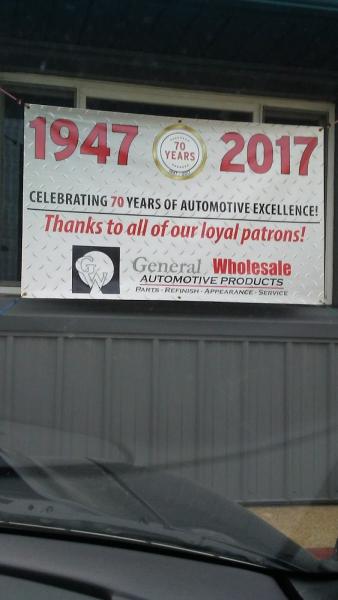 1947 70 YEARS 2017
CELEBRATING 70 YEARS OF AUTOMOTIVE EXCELLENCE!
Thanks to all of our loyal patrons!
GW General Wholesale
AUTOMOTIVE PRODUCTS
PARTS - REFINISH - APPEARANCE - SERVICE